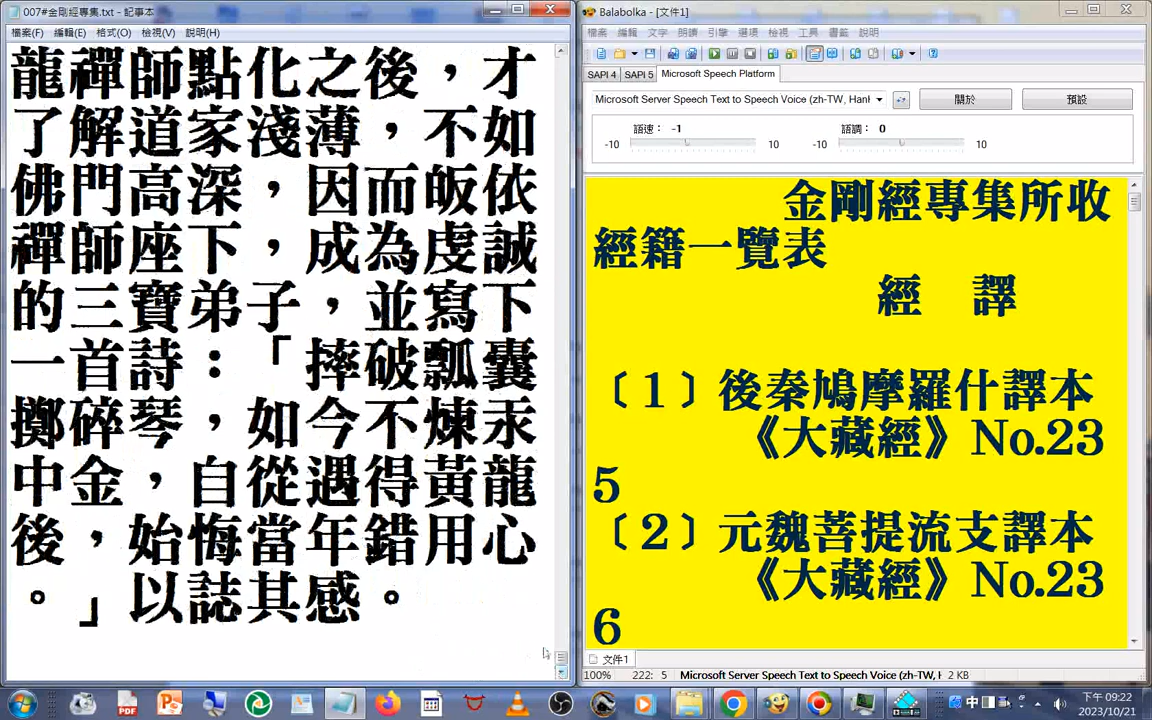 007#金剛經專集.txt - 記事本
檔案(F) 編輯(E) 格式(O) 檢視(V) 說明(H)
龍禪師點化之後，才
了解道家淺薄，不如
佛門高深，因而皈依
禪師座下，成為虔誠
的三寶弟子，並寫下
一首詩：「摔破瓢囊
擲碎琴，如今不煉汞
中金，自從遇得黃龍
後，始悔當年錯用心
。」以誌其感。
Balabolka - [文件1]
檔案 編輯 文字 朗讀 引擎 選項 檢視 工具 書籤 說明
SAPI 4 SAPI 5 Microsoft Speech Platform
Microsoft Server Speech Text to Speech Voice (zh-TW, Hanl
關於 預設
語速： -1 語調： 0
-10 10 -10 10
金剛經專集所收
經籍一覽表
經 譯
〔１〕後秦鳩摩羅什譯本
《大藏經》No.23
5
〔２〕元魏菩提流支譯本
《大藏經》No.23
6
文件1
100% 222: 5 Microsoft Server Speech Text to Speech Voice (zh-TW, 2 KB
PDF
中
下午 09:22
2023/10/21